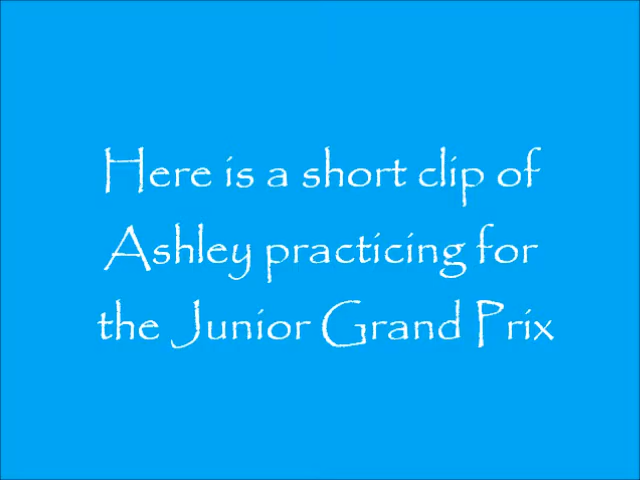 Here is a short clip of
Ashley practicing for
the Junior Grand Prix